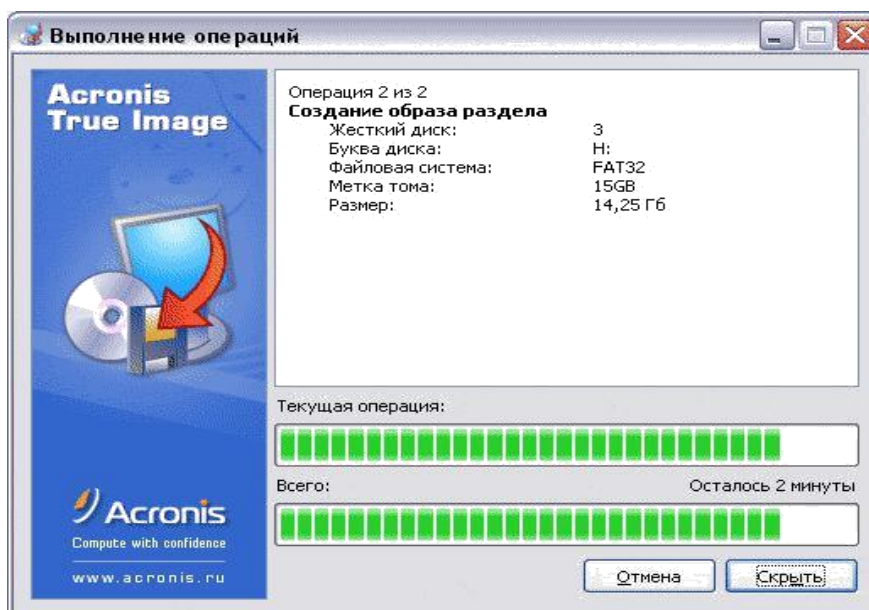 Выполнение операций
Acronis
True Image
Операция 2 из 2
Создание образа раздела
Жесткий диск: 3
Буква диска: H:
Файловая система: FAT32
Метка тома: 15GB
Размер: 14,25 Гб
Текущая операция:
Всего: Осталось 2 минуты
Acronis
Compute with confidence
www.acronis.ru
Отмена Скрыть